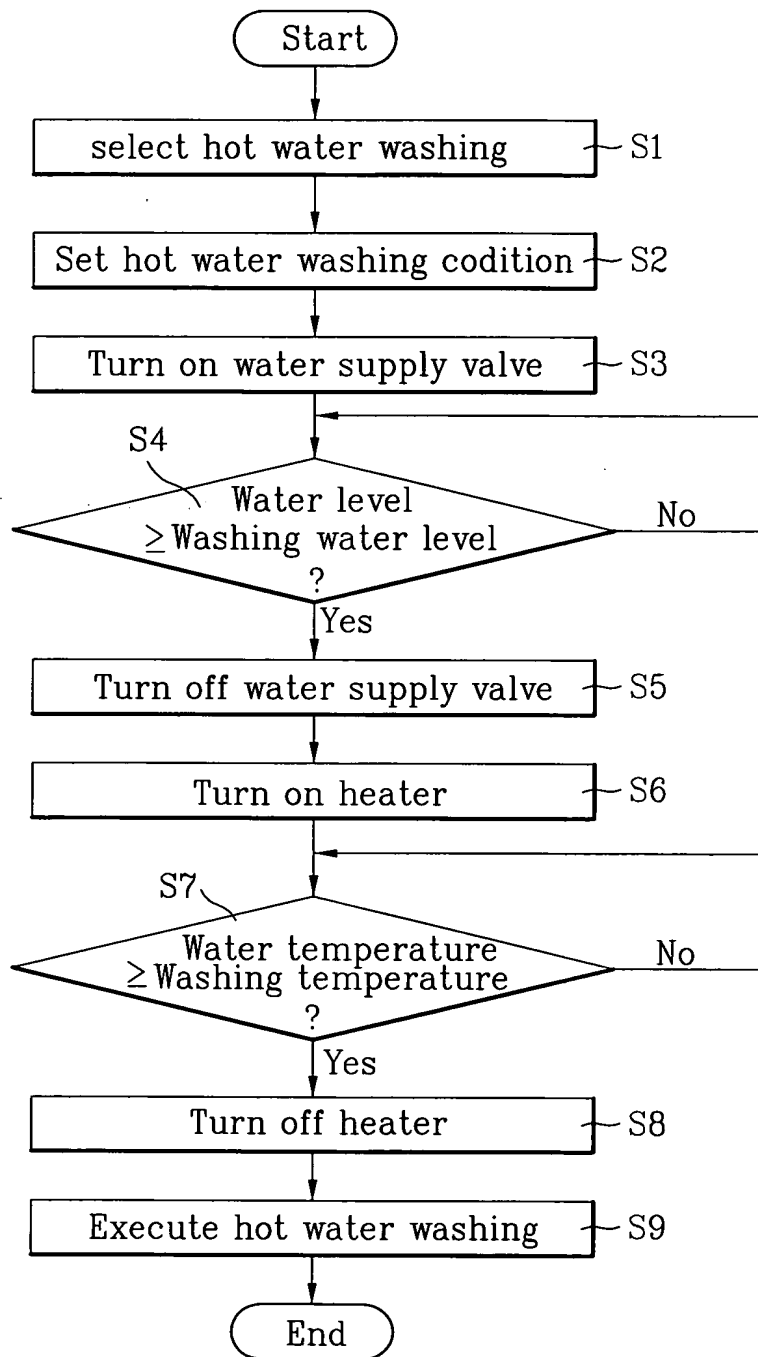 Start
select hot water washing
S1
Set hot water washing codition
S2
Turn on water supply valve
S3
S4
Water level
≥Washing water level
?
No
Yes
Turn off water supply valve
S5
Turn on heater
S6
S7
Water temperature
≥Washing temperature
?
No
Yes
Turn off heater
S8
Execute hot water washing
S9
End